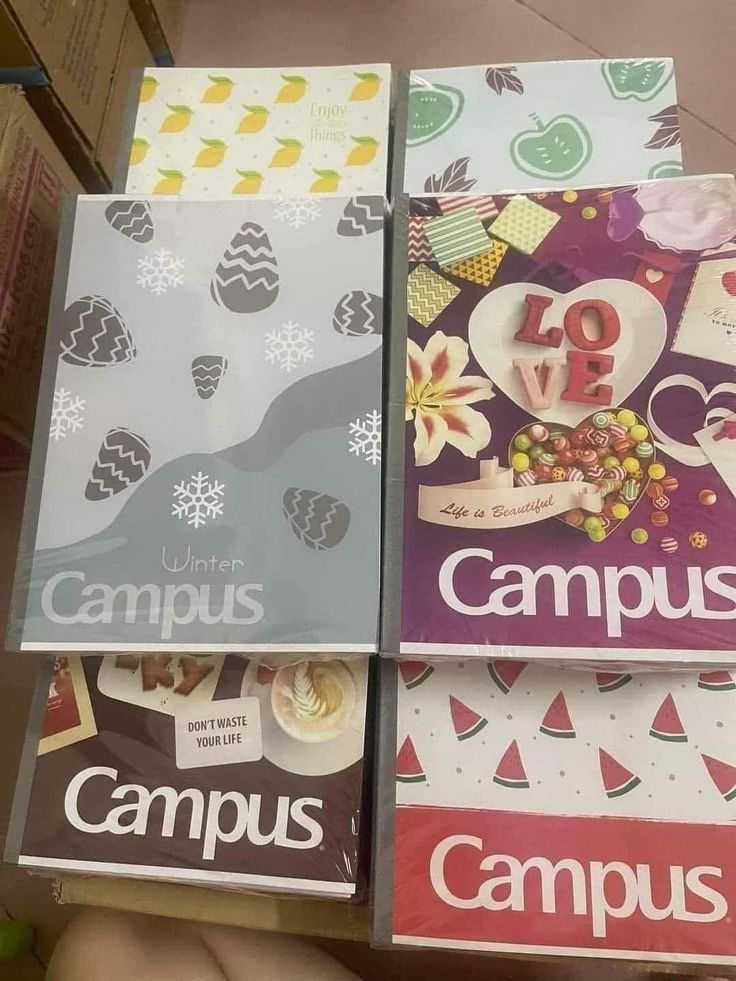 Enjoy
Things
Winter
Campus
LO
VE
Life is Beautiful
Campus
DON'T WASTE
YOUR LIFE
Campus
Campus